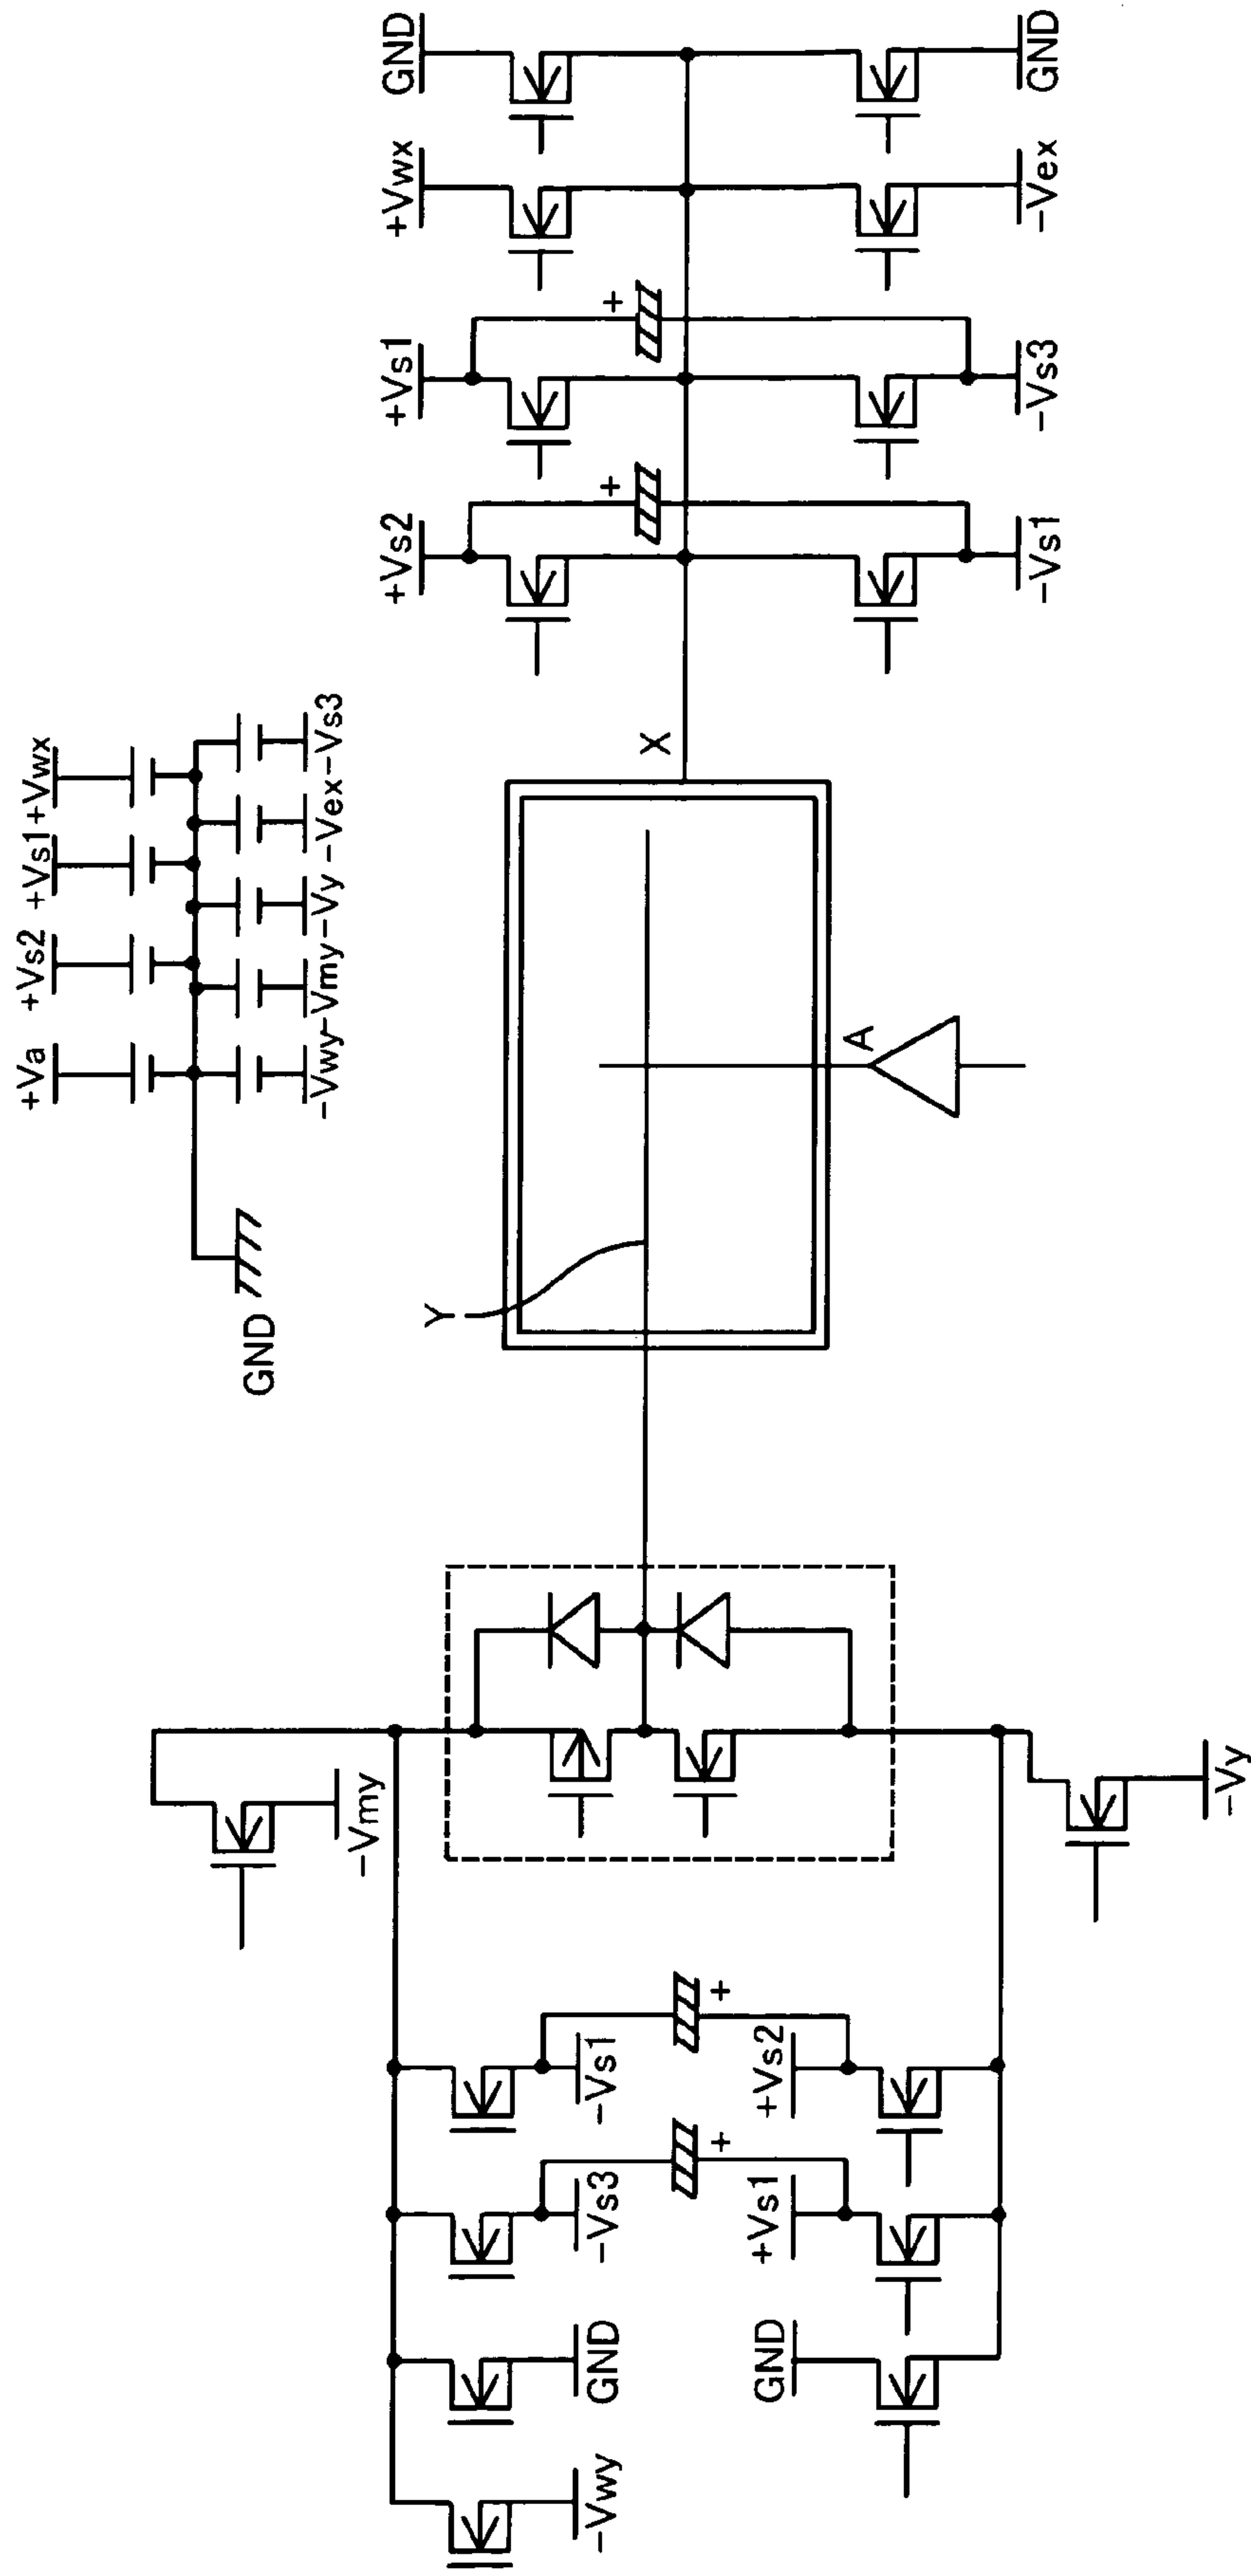 +Va
+Vs2
+Vs1
+Vwx
-Vwy
-Vmy
-Vy
-Vex
-Vs3
GND
-Vmy
-Vwy
GND
-Vs3
-Vs1
GND
+Vs1
+Vs2
+
+
-Vy
Y
A
X
+Vs2
+Vs1
+Vwx
GND
+
+
-Vs1
-Vs3
-Vex
GND